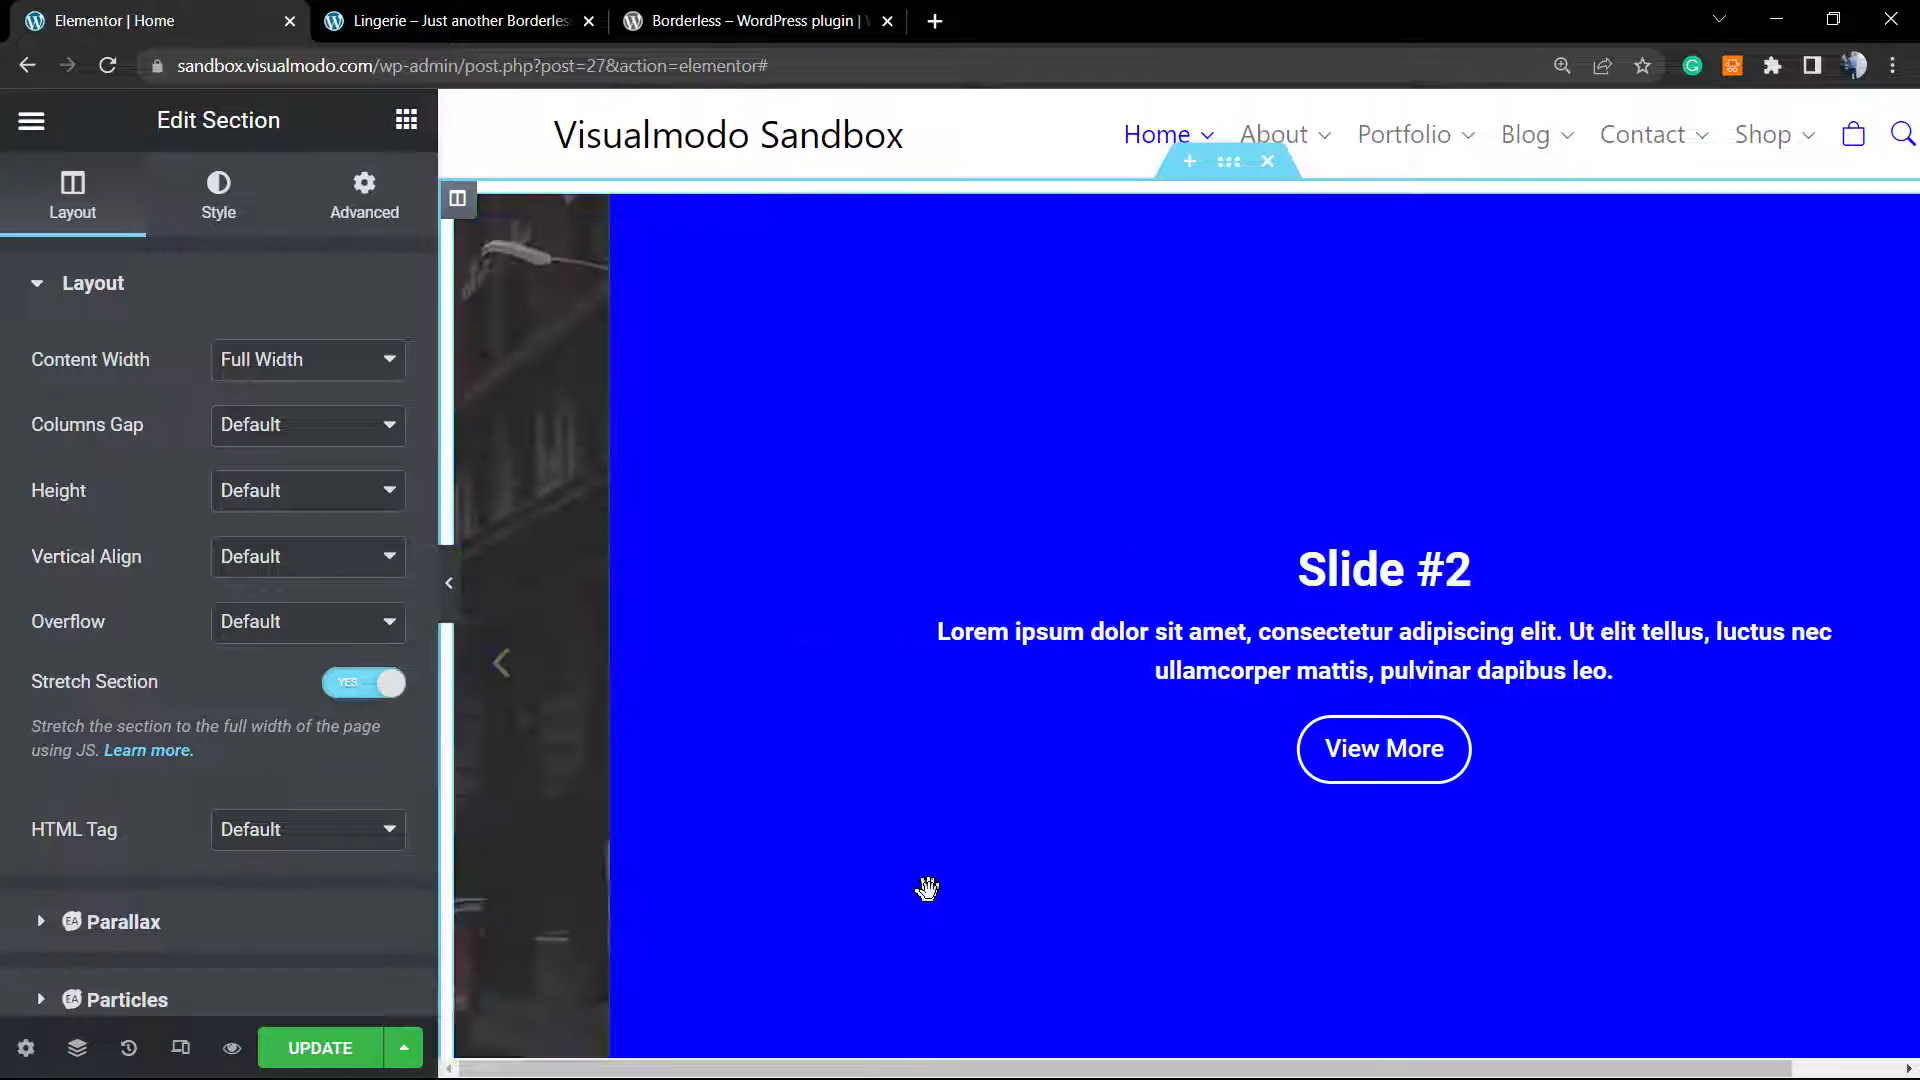 Elementor | Home
Lingerie – Just another Borderles
Borderless – WordPress plugin |
sandbox.visualmodo.com/wp-admin/post.php?post=27&action=elementor#
Edit Section
Visualmodo Sandbox
Home
About
Portfolio
Blog
Contact
Shop
Layout
Style
Advanced
Layout
Content Width
Full Width
Columns Gap
Default
Height
Default
Vertical Align
Default
Overflow
Default
Stretch Section
YES
Stretch the section to the full width of the page
using JS. Learn more.
HTML Tag
Default
EA Parallax
EA Particles
UPDATE
Slide #2
Lorem ipsum dolor sit amet, consectetur adipiscing elit. Ut elit tellus, luctus nec
ullamcorper mattis, pulvinar dapibus leo.
View More